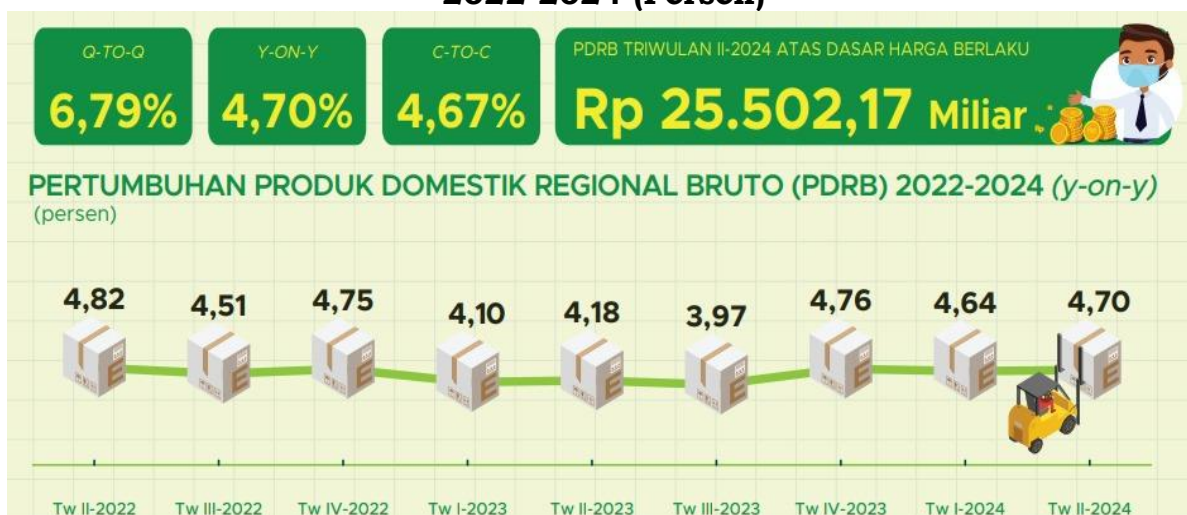 2022-2024 (Persen)
Q-TO-Q
6,79%
Y-ON-Y
4,70%
C-TO-C
4,67%
PDRB TRIWULAN II-2024 ATAS DASAR HARGA BERLAKU
Rp 25.502,17 Miliar
PERTUMBUHAN PRODUK DOMESTIK REGIONAL BRUTO (PDRB) 2022-2024 (y-on-y)
(persen)
4,82 4,51 4,75 4,10 4,18 3,97 4,76 4,64 4,70
E E E E E E E E E
Tw II-2022 Tw III-2022 Tw IV-2022 Tw I-2023 Tw II-2023 Tw III-2023 Tw IV-2023 Tw I-2024 Tw II-2024